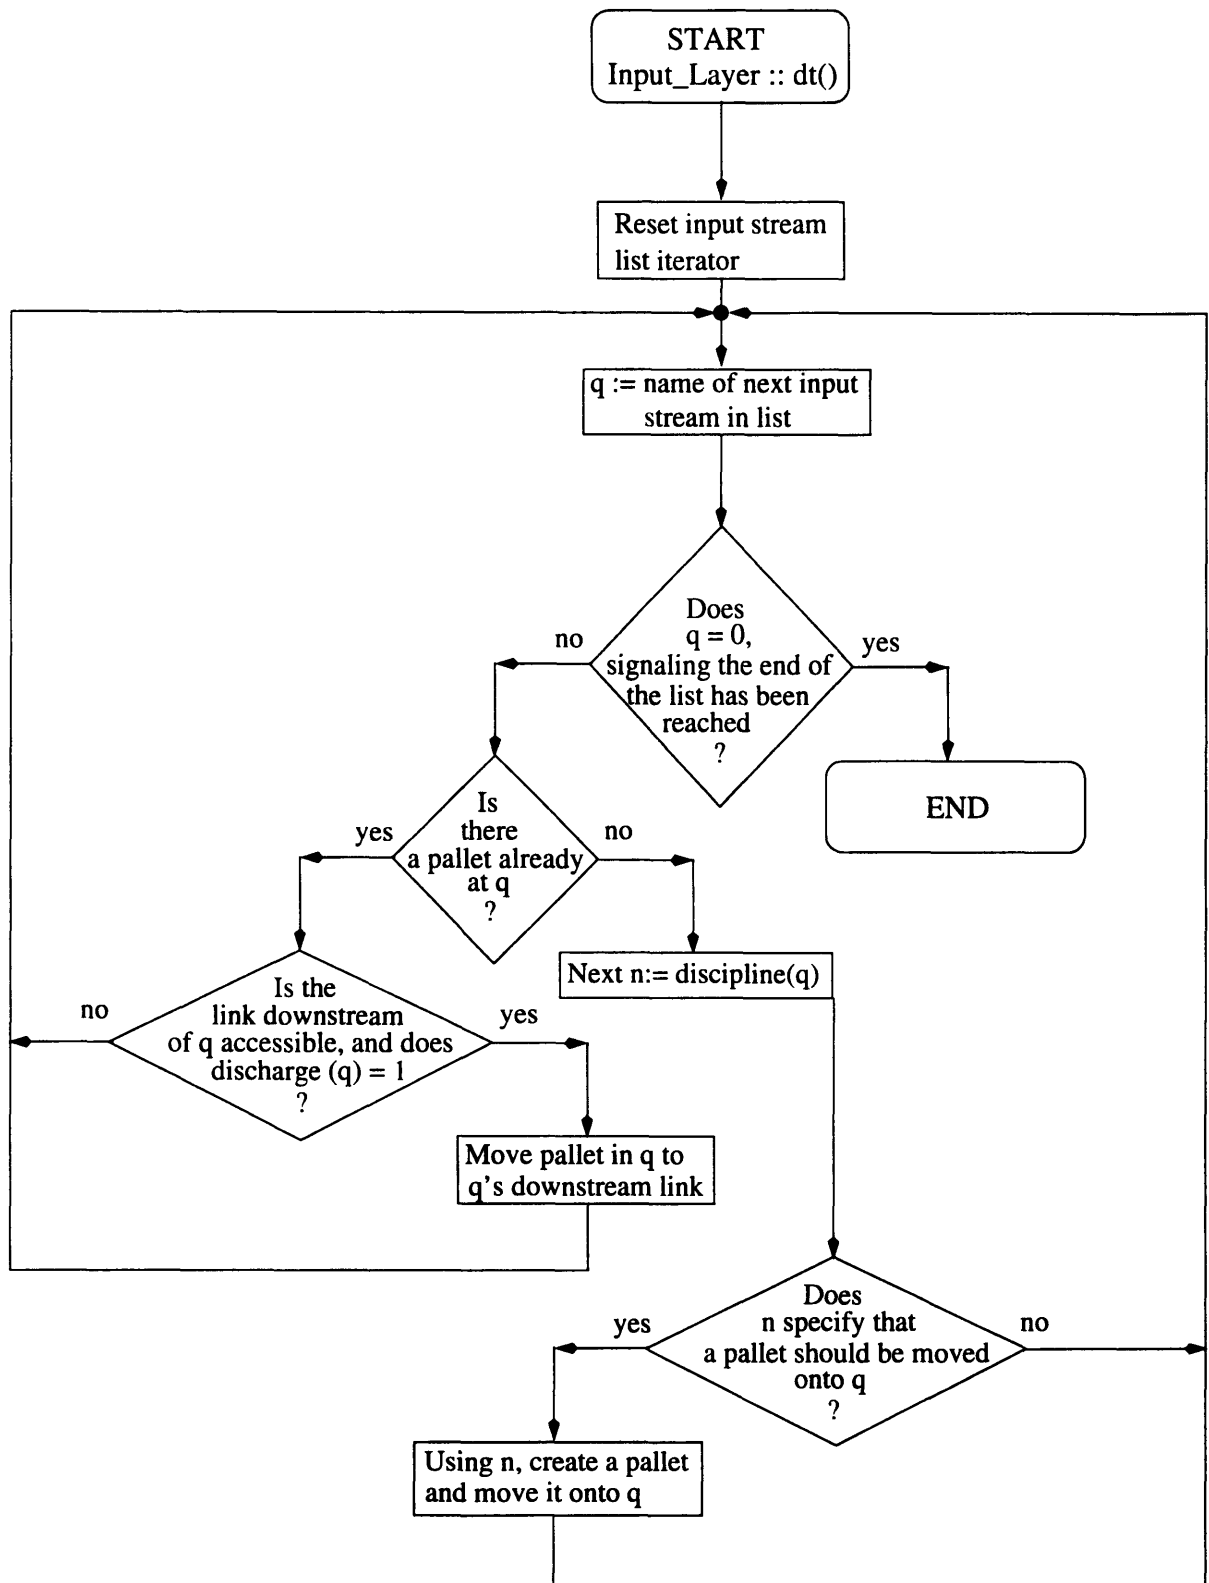 START
Input_Layer :: dt()
Reset input stream
list iterator
q := name of next input
stream in list
Does
q = 0,
signaling the end of
the list has been
reached
?
no
yes
END
Is
there
a pallet already
at q
?
yes
no
Next n:= discipline(q)
Is the
link downstream
of q accessible, and does
discharge (q) = 1
?
no
yes
Move pallet in q to
q's downstream link
Does
n specify that
a pallet should be moved
onto q
?
yes
no
Using n, create a pallet
and move it onto q